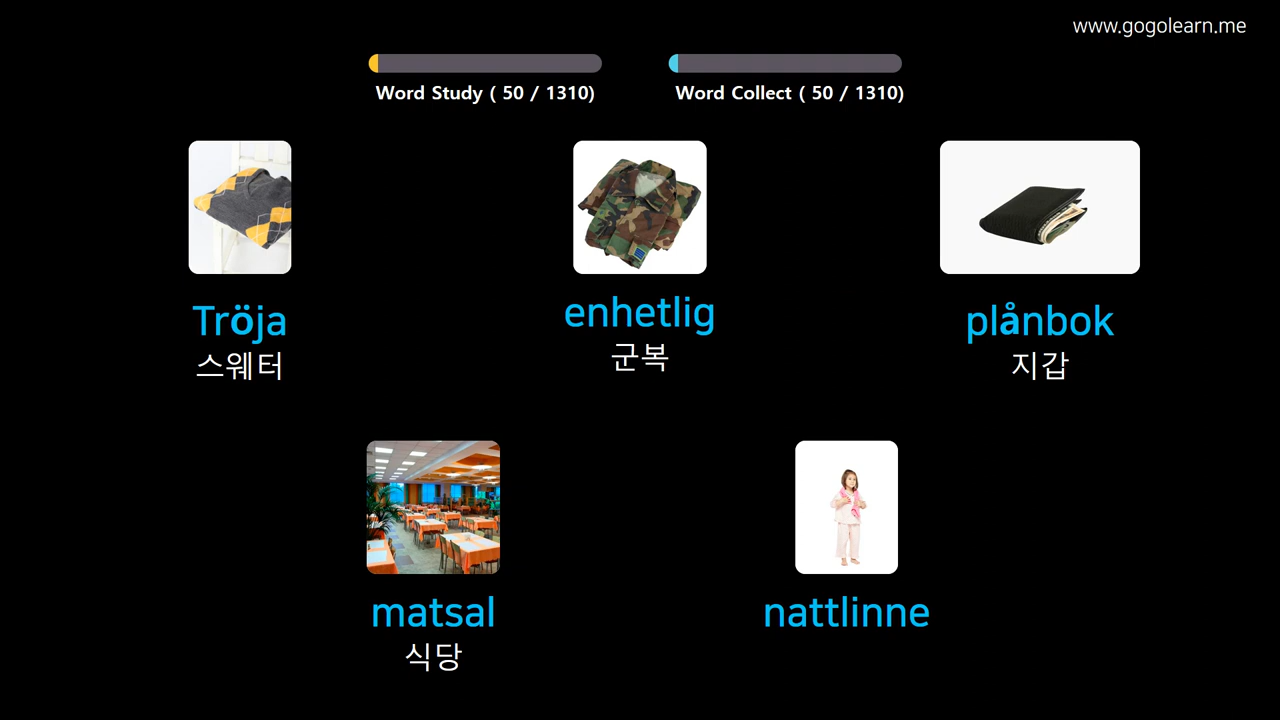 www.gogolearn.me
Word Study ( 50 / 1310)
Word Collect ( 50 / 1310)
Tröja
스웨터
enhetlig
군복
plånbok
지갑
matsal
식당
nattlinne